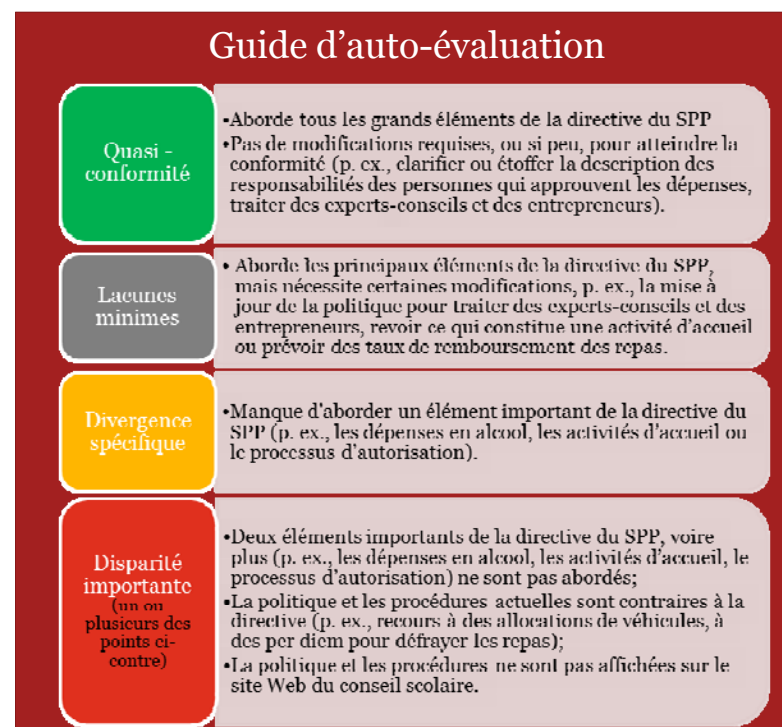 Guide d’auto-évaluation
Quasi -
conformité
•Aborde tous les grands éléments de la directive du SPP
•Pas de modifications requises, ou si peu, pour atteindre la
conformité (p. ex., clarifier ou étoffer la description des
responsabilités des personnes qui approuvent les dépenses,
traiter des experts-conseils et des entrepreneurs).
Lacunes
minimes
• Aborde les principaux éléments de la directive du SPP,
mais nécessite certaines modifications, p. ex., la mise à
jour de la politique pour traiter des experts-conseils et des
entrepreneurs, revoir ce qui constitue une activité d’accueil
ou prévoir des taux de remboursement des repas.
Divergence
spécifique
•Manque d'aborder un élément important de la directive du
SPP (p. ex., les dépenses en alcool, les activités d’accueil ou
le processus d’autorisation).
Disparité
importante
(un ou
plusieurs des
points ci-
contre)
•Deux éléments importants de la directive du SPP, voire
plus (p. ex., les dépenses en alcool, les activités d’accueil, le
processus d’autorisation) ne sont pas abordés;
•La politique et les procédures actuelles sont contraires à la
directive (p. ex., recours à des allocations de véhicules, à
des per diem pour défrayer les repas);
•La politique et les procédures ne sont pas affichées sur le
site Web du conseil scolaire.